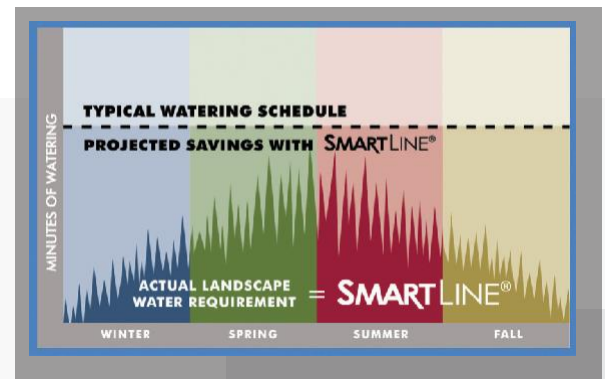 TYPICAL WATERING SCHEDULE
PROJECTED SAVINGS WITH SMARTLINE®
MINUTES OF WATERING
ACTUAL LANDSCAPE
WATER REQUIREMENT = SMARTLINE®
WINTER SPRING SUMMER FALL